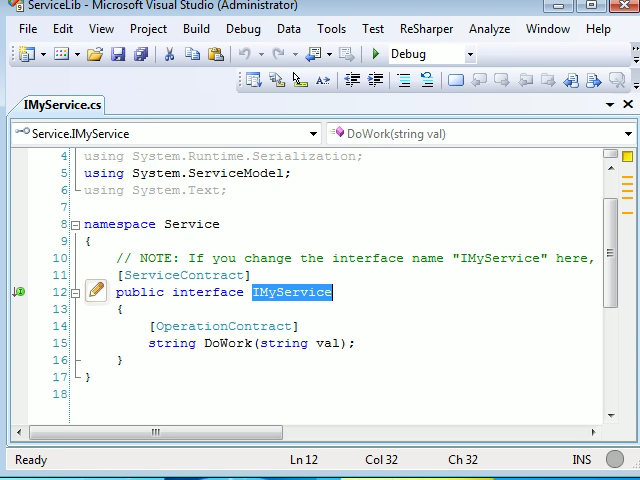 ServiceLib - Microsoft Visual Studio (Administrator)
File Edit View Project Build Debug Data Tools Test ReSharper Analyze Window Help
Debug
IMyService.cs
Service.IMyService DoWork(string val)
4 using System.Runtime.Serialization;
5 using System.ServiceModel;
6 using System.Text;
7
8 namespace Service
9 {
10 // NOTE: If you change the interface name "IMyService" here,
11 [ServiceContract]
12 public interface IMyService
13 {
14 [OperationContract]
15 string DoWork(string val);
16 }
17 }
18
Ready Ln 12 Col 32 Ch 32 INS